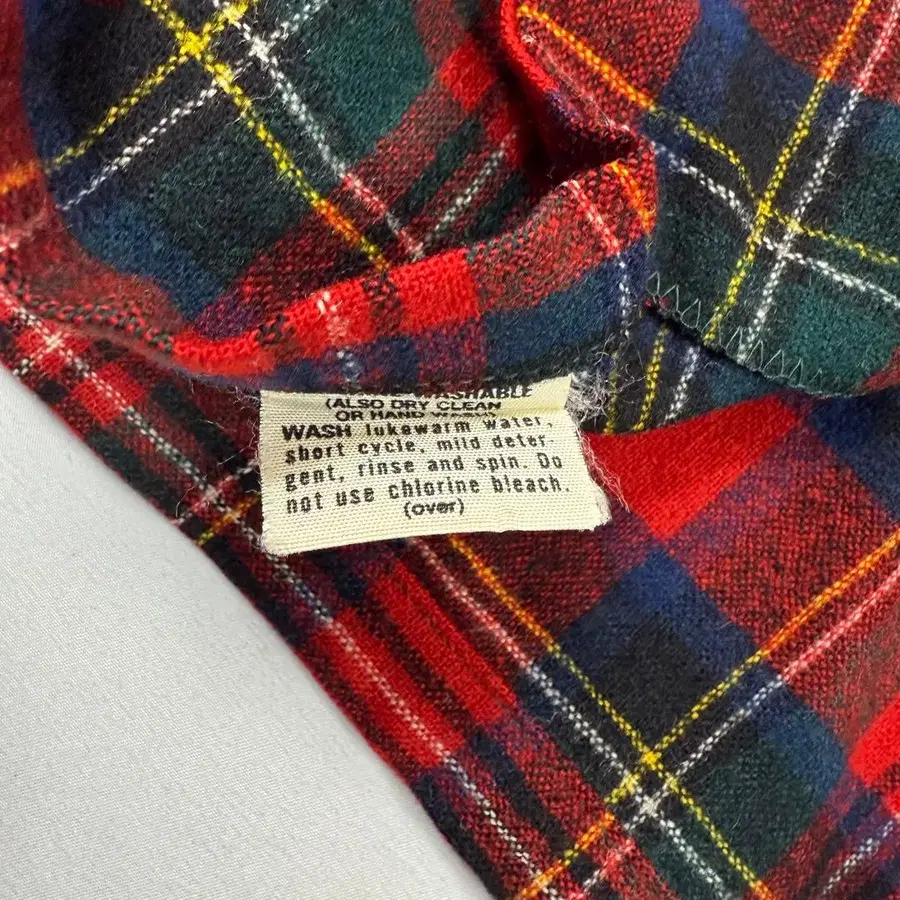 (ALSO DRY CLEAN
OR HAND
WASH lukewarm water,
short cycle, mild deter-
gent, rinse and spin. Do
not use chlorine bleach.
(over)